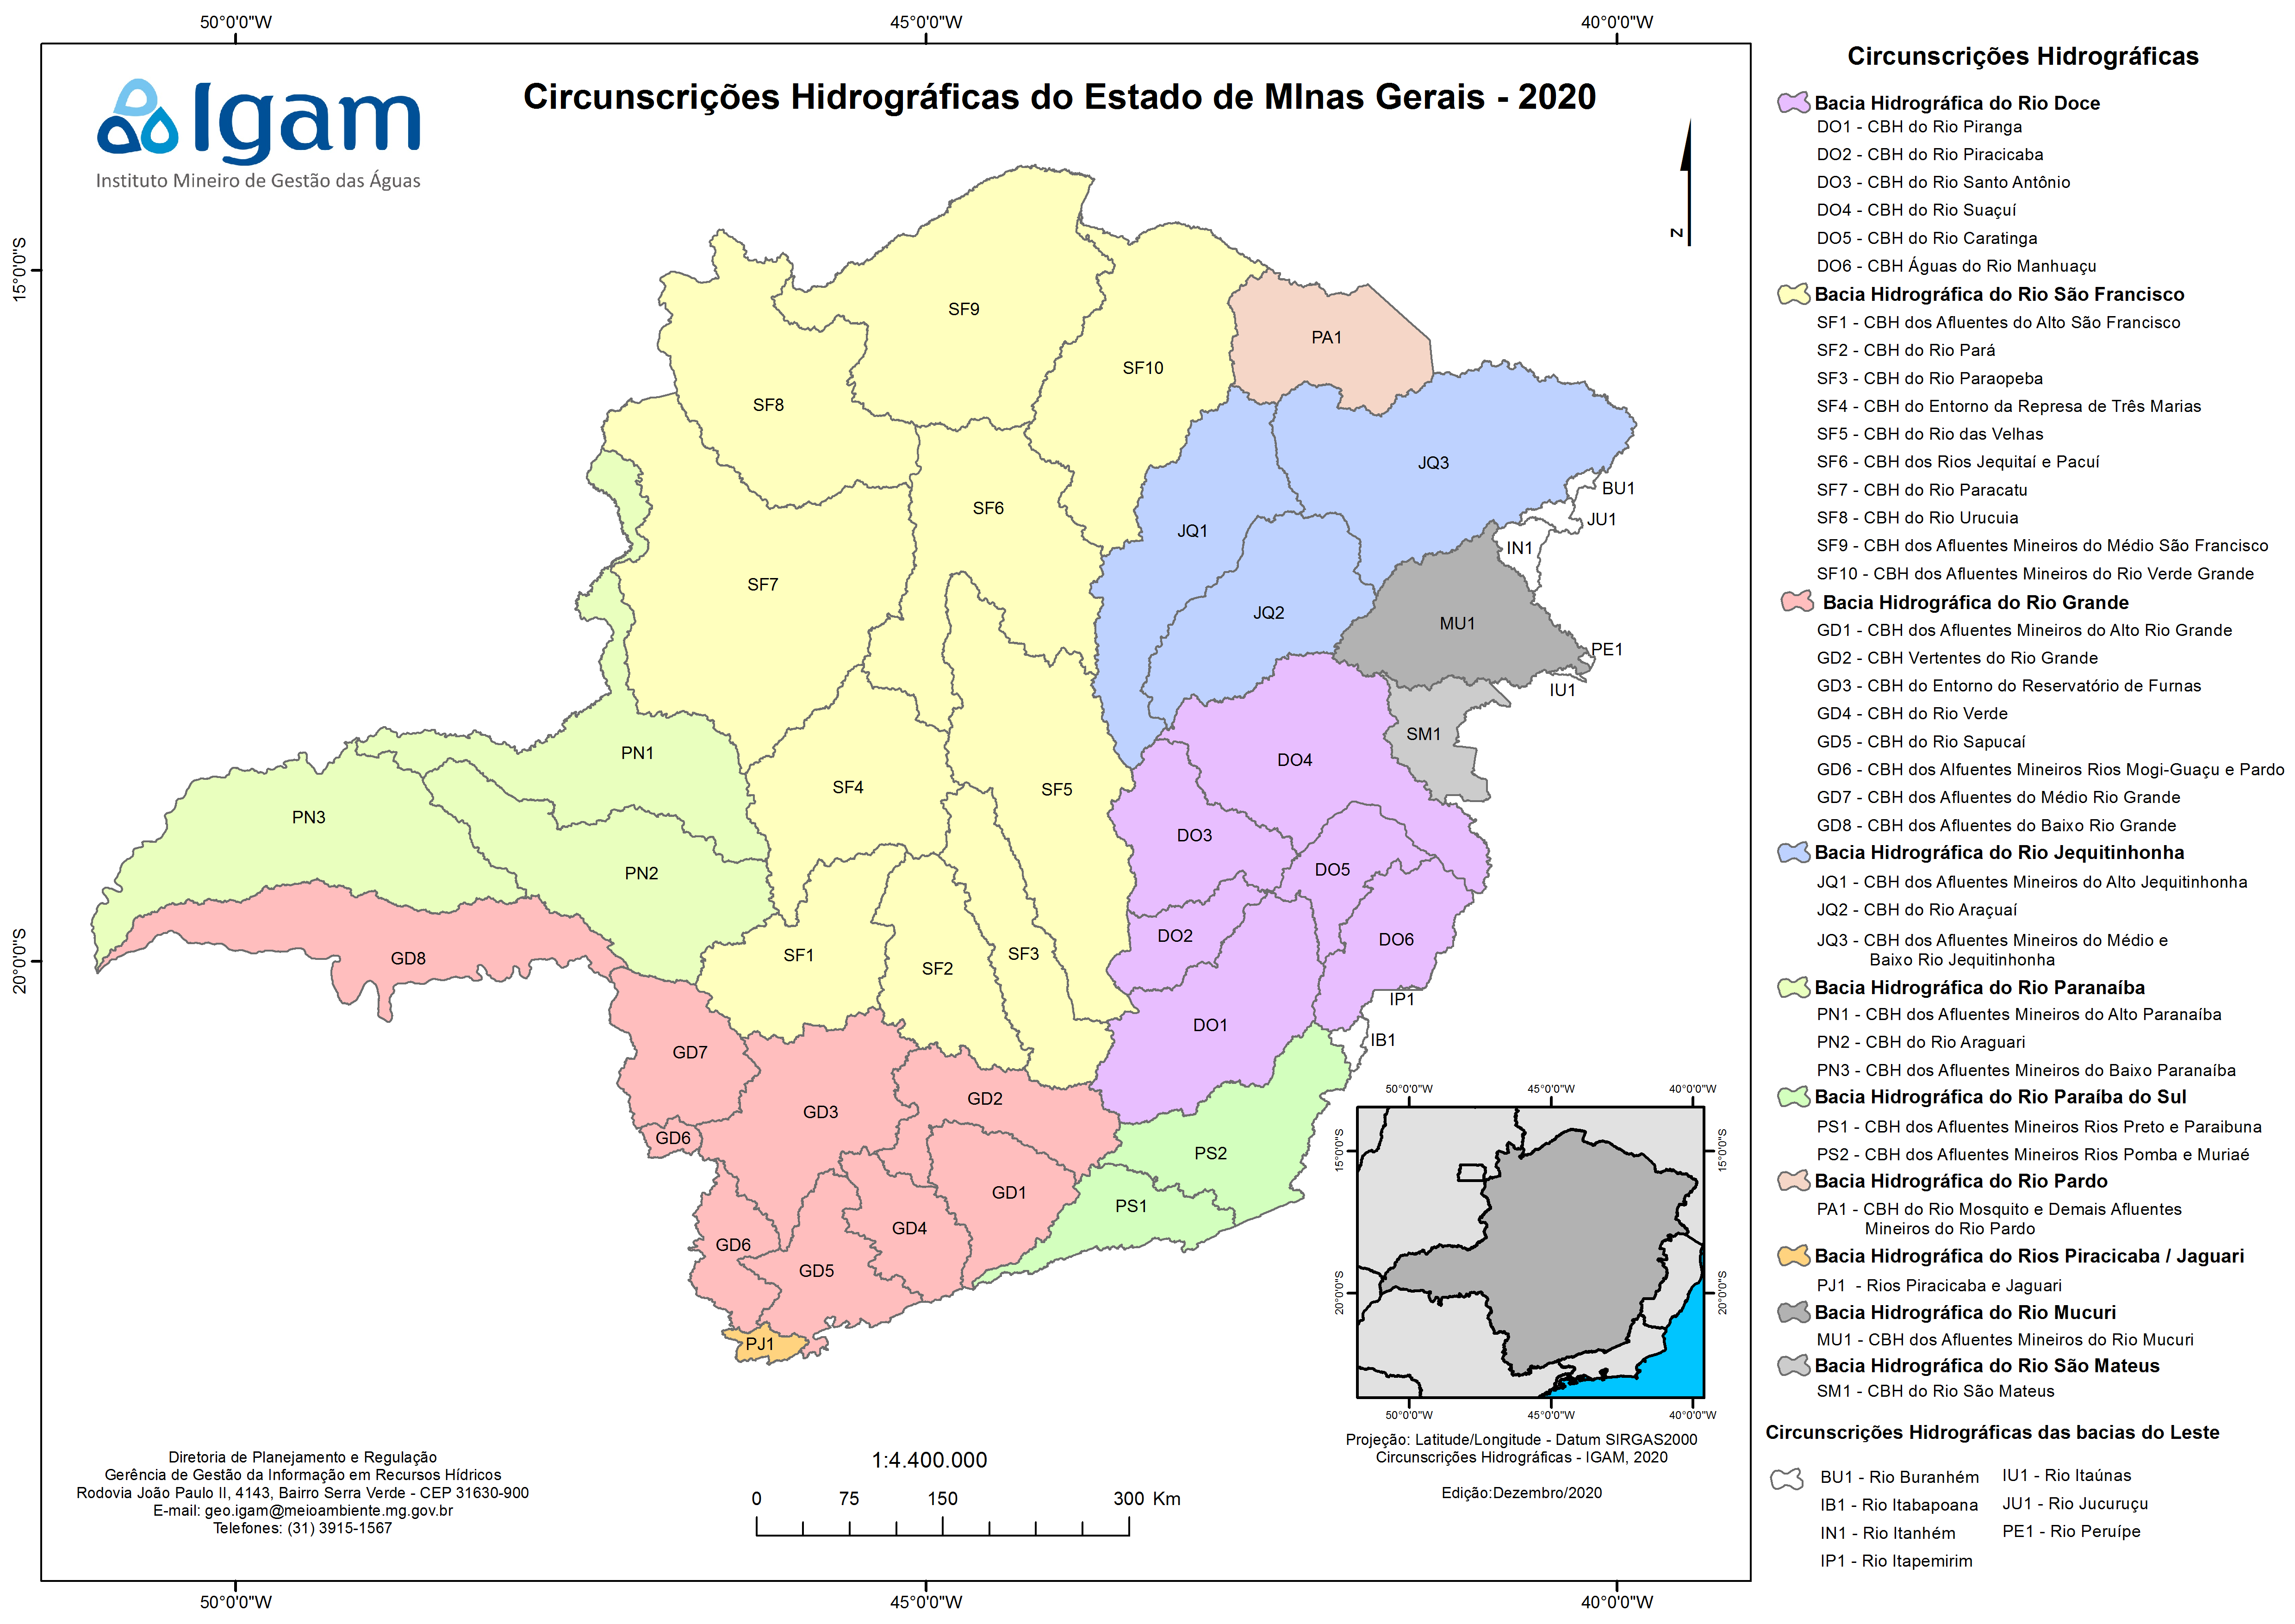 50°0'0"W
45°0'0"W
40°0'0"W
Igam
Instituto Mineiro de Gestão das Águas
Circunscrições Hidrográficas do Estado de MInas Gerais - 2020
N
15°0'0"S
20°0'0"S
SF9
PA1
SF10
SF8
JQ3
BU1
SF6
JU1
JQ1
IN1
SF7
JQ2
MU1
PE1
IU1
PN1
SM1
DO4
SF4
SF5
PN3
DO3
PN2
DO5
DO2
DO6
SF1
SF3
GD8
SF2
IP1
DO1
IB1
GD7
GD2
GD3
GD6
PS2
GD1
PS1
GD4
GD6
GD5
PJ1
50°0'0"W
45°0'0"W
40°0'0"W
15°0'0"S
15°0'0"S
20°0'0"S
20°0'0"S
50°0'0"W
45°0'0"W
40°0'0"W
Projeção: Latitude/Longitude - Datum SIRGAS2000
Circunscrições Hidrográficas - IGAM, 2020
Edição:Dezembro/2020
1:4.400.000
0 75 150 300 Km
Diretoria de Planejamento e Regulação
Gerência de Gestão da Informação em Recursos Hídricos
Rodovia João Paulo II, 4143, Bairro Serra Verde - CEP 31630-900
E-mail: geo.igam@meioambiente.mg.gov.br
Telefones: (31) 3915-1567
50°0'0"W
45°0'0"W
40°0'0"W
Circunscrições Hidrográficas
Bacia Hidrográfica do Rio Doce
DO1 - CBH do Rio Piranga
DO2 - CBH do Rio Piracicaba
DO3 - CBH do Rio Santo Antônio
DO4 - CBH do Rio Suaçuí
DO5 - CBH do Rio Caratinga
DO6 - CBH Águas do Rio Manhuaçu
Bacia Hidrográfica do Rio São Francisco
SF1 - CBH dos Afluentes do Alto São Francisco
SF2 - CBH do Rio Pará
SF3 - CBH do Rio Paraopeba
SF4 - CBH do Entorno da Represa de Três Marias
SF5 - CBH do Rio das Velhas
SF6 - CBH dos Rios Jequitaí e Pacuí
SF7 - CBH do Rio Paracatu
SF8 - CBH do Rio Urucuia
SF9 - CBH dos Afluentes Mineiros do Médio São Francisco
SF10 - CBH dos Afluentes Mineiros do Rio Verde Grande
Bacia Hidrográfica do Rio Grande
GD1 - CBH dos Afluentes Mineiros do Alto Rio Grande
GD2 - CBH Vertentes do Rio Grande
GD3 - CBH do Entorno do Reservatório de Furnas
GD4 - CBH do Rio Verde
GD5 - CBH do Rio Sapucaí
GD6 - CBH dos Alfuentes Mineiros Rios Mogi-Guaçu e Pardo
GD7 - CBH dos Afluentes do Médio Rio Grande
GD8 - CBH dos Afluentes do Baixo Rio Grande
Bacia Hidrográfica do Rio Jequitinhonha
JQ1 - CBH dos Afluentes Mineiros do Alto Jequitinhonha
JQ2 - CBH do Rio Araçuaí
JQ3 - CBH dos Afluentes Mineiros do Médio e
Baixo Rio Jequitinhonha
Bacia Hidrográfica do Rio Paranaíba
PN1 - CBH dos Afluentes Mineiros do Alto Paranaíba
PN2 - CBH do Rio Araguari
PN3 - CBH dos Afluentes Mineiros do Baixo Paranaíba
Bacia Hidrográfica do Rio Paraíba do Sul
PS1 - CBH dos Afluentes Mineiros Rios Preto e Paraibuna
PS2 - CBH dos Afluentes Mineiros Rios Pomba e Muriaé
Bacia Hidrográfica do Rio Pardo
PA1 - CBH do Rio Mosquito e Demais Afluentes
Mineiros do Rio Pardo
Bacia Hidrográfica do Rios Piracicaba / Jaguari
PJ1 - Rios Piracicaba e Jaguari
Bacia Hidrográfica do Rio Mucuri
MU1 - CBH dos Afluentes Mineiros do Rio Mucuri
Bacia Hidrográfica do Rio São Mateus
SM1 - CBH do Rio São Mateus
Circunscrições Hidrográficas das bacias do Leste
BU1 - Rio Buranhém
IB1 - Rio Itabapoana
IN1 - Rio Itanhém
IP1 - Rio Itapemirim
IU1 - Rio Itaúnas
JU1 - Rio Jucuruçu
PE1 - Rio Peruípe